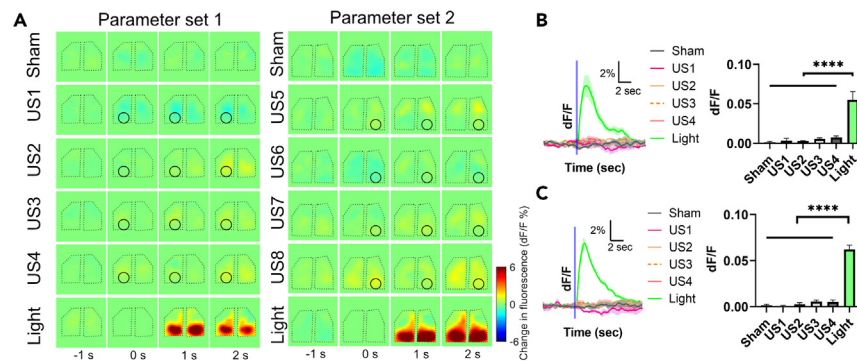 A
Parameter set 1
Parameter set 2
Sham
US1
US2
US3
US4
Light
-1 s
0 s
1 s
2 s
Sham
US5
US6
US7
US8
Light
-1 s
0 s
1 s
2 s
Change in fluorescence (dF/F %)
6
0
-6
B
dF/F
2%
2 sec
Time (sec)
Sham
US1
US2
US3
US4
Light
dF/F
0.10
0.05
0.00
****
Sham
US1
US2
US3
US4
Light
C
dF/F
2%
2 sec
Time (sec)
Sham
US1
US2
US3
US4
Light
dF/F
0.10
0.05
0.00
****
Sham
US1
US2
US3
US4
Light